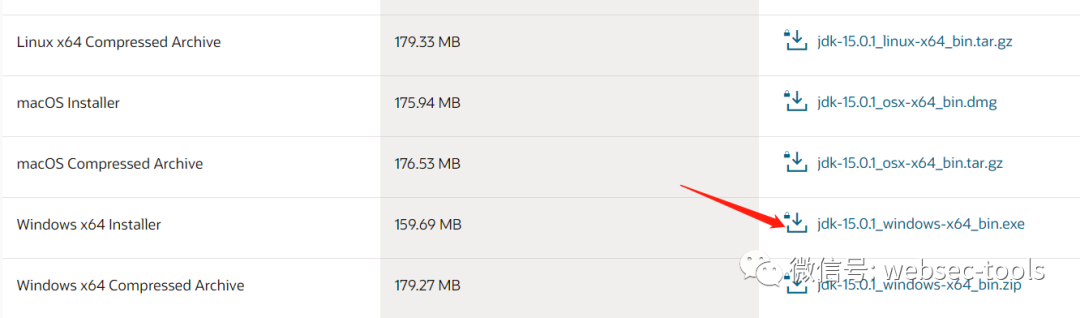 Linux x64 Compressed Archive 179.33 MB jdk-15.0.1_linux-x64_bin.tar.gz
macOS Installer 175.94 MB jdk-15.0.1_osx-x64_bin.dmg
macOS Compressed Archive 176.53 MB jdk-15.0.1_osx-x64_bin.tar.gz
Windows x64 Installer 159.69 MB jdk-15.0.1_windows-x64_bin.exe
微信号: websec-tools
Windows x64 Compressed Archive 179.27 MB jdk-15.0.1_windows-x64_bin.zip